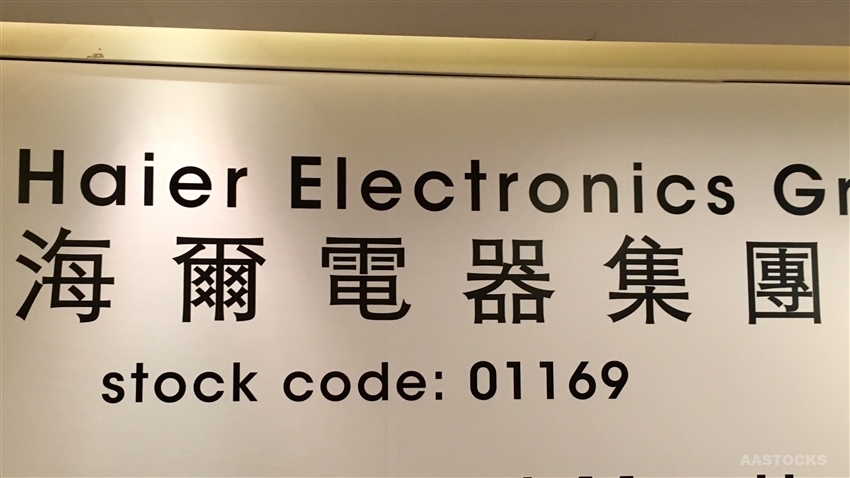 Haier Electronics Gr
海爾電器集團
stock code: 01169
AASTOCKS